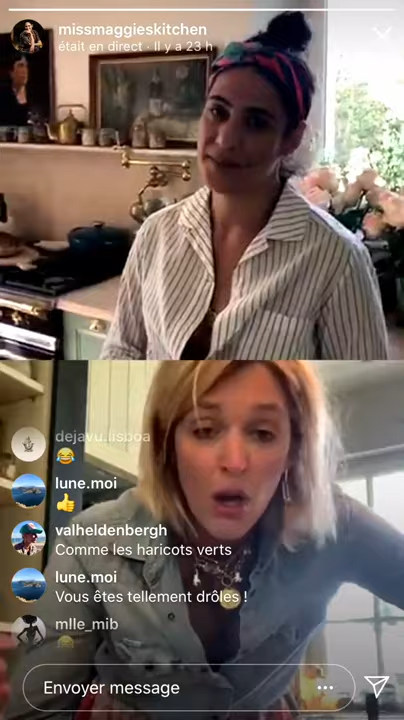 missmaggieskitchen
était en direct · Il y a 23 h
dejavu.lisboa
😂
lune.moi
👍
valheldenbergh
Comme les haricots verts
lune.moi
Vous êtes tellement drôles !
mlle_mib
Envoyer message